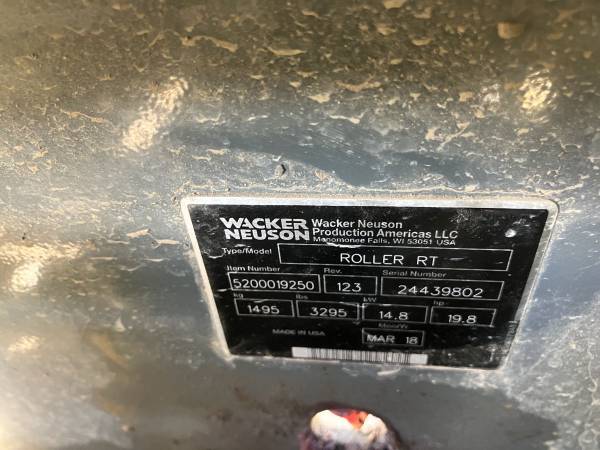 WACKER NEUSON
Wacker Neuson
Production Americas LLC
Menomonee Falls, WI 53051 USA
Type/Model ROLLER RT
Item Number Rev. Serial Number
5200019250 123 24439802
kg lbs kW hp
1495 3295 14.8 19.8
Mo/Yr.
MADE IN USA MAR 18